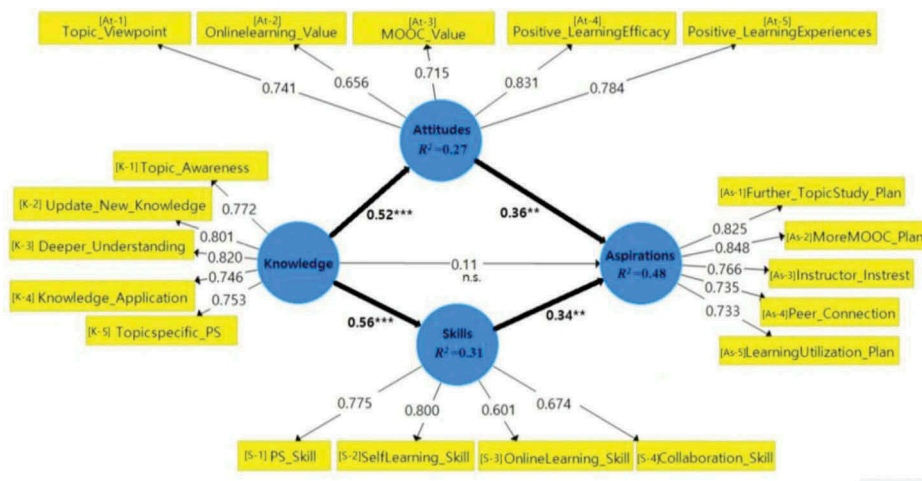 [At-1]
Topic_Viewpoint
[At-2]
Onlinelearning_Value
[At-3]
MOOC_Value
[At-4]
Positive_LearningEfficacy
[At-5]
Positive_LearningExperiences
0.741
0.656
0.715
0.831
0.784
Attitudes
R²=0.27
[K-1] Topic_Awareness
[K-2] Update_New_Knowledge
[K-3] Deeper_Understanding
[K-4] Knowledge_Application
[K-5] Topicspecific_PS
0.772
0.801
0.820
0.746
0.753
Knowledge
0.52***
0.36**
0.11
n.s.
0.56***
0.34**
Aspirations
R²=0.48
[As-1]Further_TopicStudy_Plan
[As-2]MoreMOOC_Plan
[As-3]Instructor_Instrest
[As-4]Peer_Connection
[As-5]LearningUtilization_Plan
0.825
0.848
0.766
0.735
0.733
Skills
R²=0.31
0.775
0.800
0.601
0.674
[S-1] PS_Skill
[S-2]SelfLearning_Skill
[S-3]OnlineLearning_Skill
[S-4]Collaboration_Skill